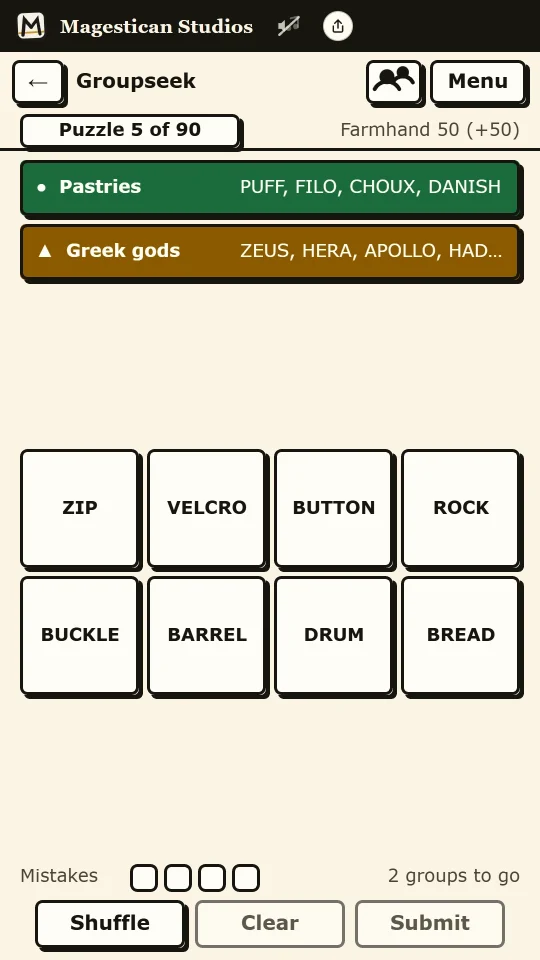 Magestican Studios
← Groupseek Menu
Puzzle 5 of 90 Farmhand 50 (+50)
● Pastries PUFF, FILO, CHOUX, DANISH
▲ Greek gods ZEUS, HERA, APOLLO, HAD...
ZIP VELCRO BUTTON ROCK
BUCKLE BARREL DRUM BREAD
Mistakes 2 groups to go
Shuffle Clear Submit